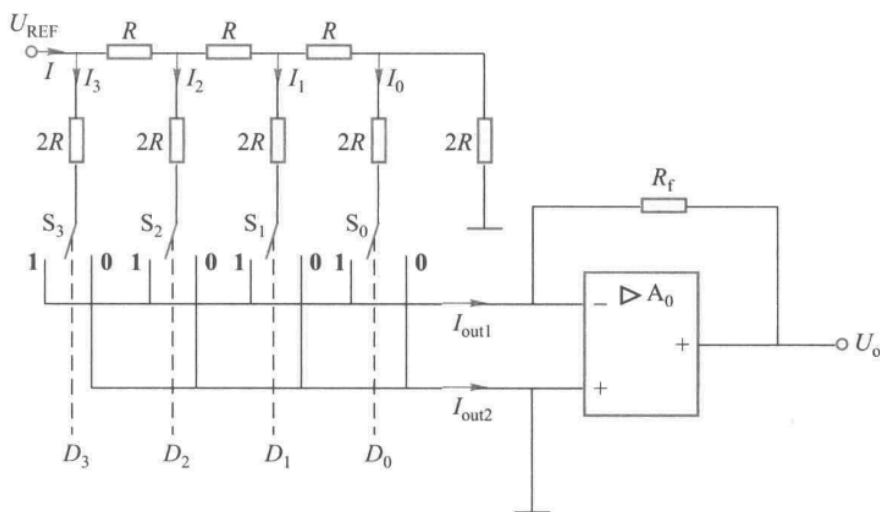 U_REF R R R
I I_3 I_2 I_1 I_0
2R 2R 2R 2R 2R
R_f
S_3 S_2 S_1 S_0
1 0 1 0 1 0 1 0
− ▷ A_0
I_out1
+ U_o
+
I_out2
D_3 D_2 D_1 D_0